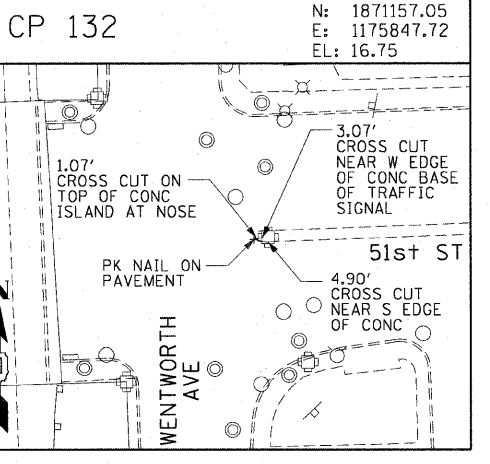 CP 132
N: 1871157.05
E: 1175847.72
EL: 16.75
3.07'
CROSS CUT
NEAR W EDGE
OF CONC BASE
OF TRAFFIC
SIGNAL
1.07'
CROSS CUT ON
TOP OF CONC
ISLAND AT NOSE
51st ST
PK NAIL ON
PAVEMENT
4.90'
CROSS CUT
NEAR S EDGE
OF CONC
WENTWORTH
AVE